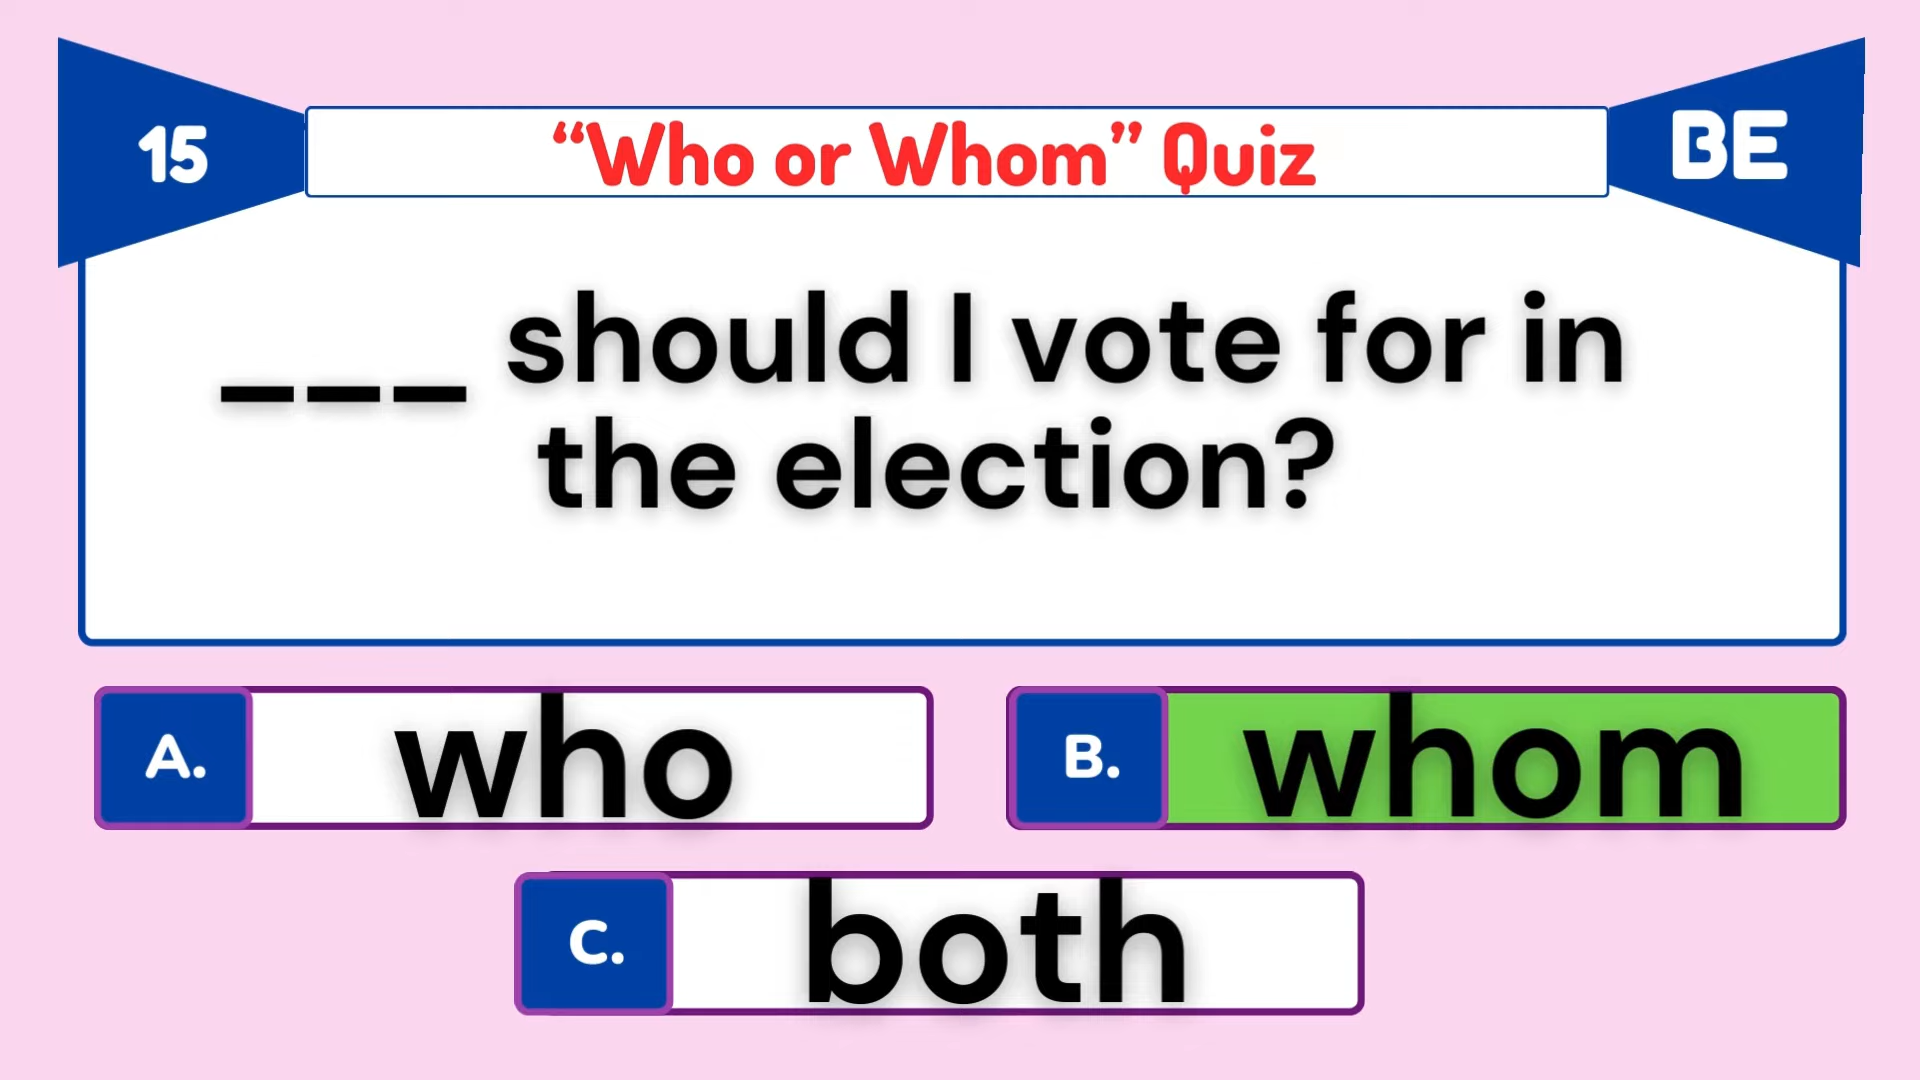 15
“Who or Whom” Quiz
BE
___ should I vote for in
the election?
A. who
B. whom
C. both